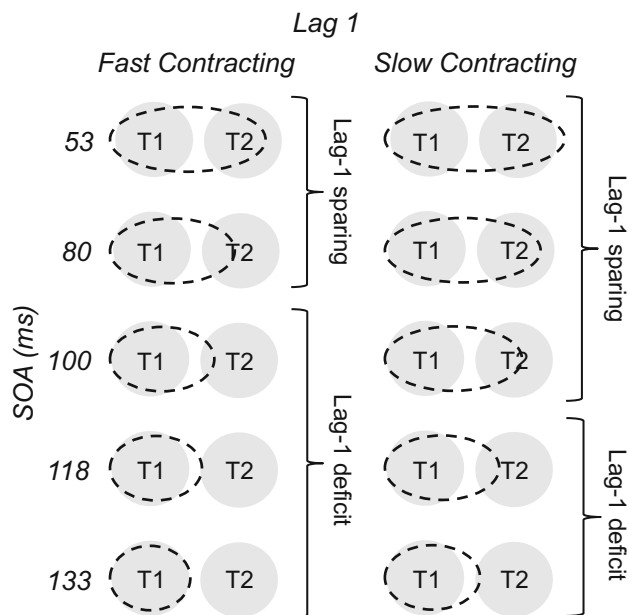 Lag 1
Fast Contracting Slow Contracting
SOA (ms)
53 T1 T2 T1 T2
80 T1 T2 T1 T2
100 T1 T2 T1 T2
118 T1 T2 T1 T2
133 T1 T2 T1 T2
Lag-1 sparing
Lag-1 deficit
Lag-1 sparing
Lag-1 deficit